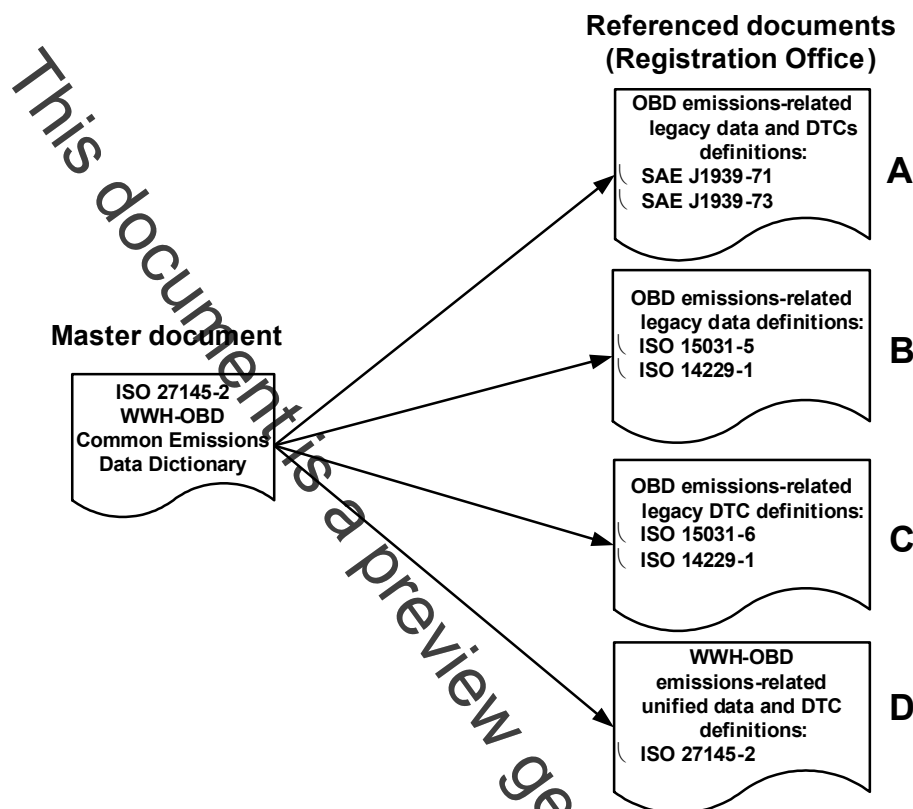 Referenced documents
(Registration Office)
OBD emissions-related
legacy data and DTCs
definitions:
SAE J1939-71
SAE J1939-73
A
OBD emissions-related
legacy data definitions:
ISO 15031-5
ISO 14229-1
B
Master document
ISO 27145-2
WWH-OBD
Common Emissions
Data Dictionary
OBD emissions-related
legacy DTC definitions:
ISO 15031-6
ISO 14229-1
C
WWH-OBD
emissions-related
unified data and DTC
definitions:
ISO 27145-2
D
This document is a preview ge